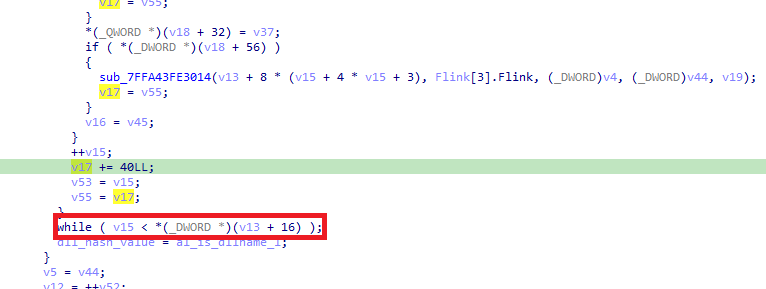 v17 = v55;
}
*(_QWORD *)(v18 + 32) = v37;
if ( *(_DWORD *)(v18 + 56) )
{
sub_7FFA43FE3014(v13 + 8 * (v15 + 4 * v15 + 3), Flink[3].Flink, (_DWORD)v4, (_DWORD)v44, v19);
v17 = v55;
}
v16 = v45;
}
++v15;
v17 += 40LL;
v53 = v15;
v55 = v17;
}
while ( v15 < *(_DWORD *)(v13 + 16) );
dll_hash_value = al_is_dllname_1;
}
v5 = v44;
v12 = ++v52;